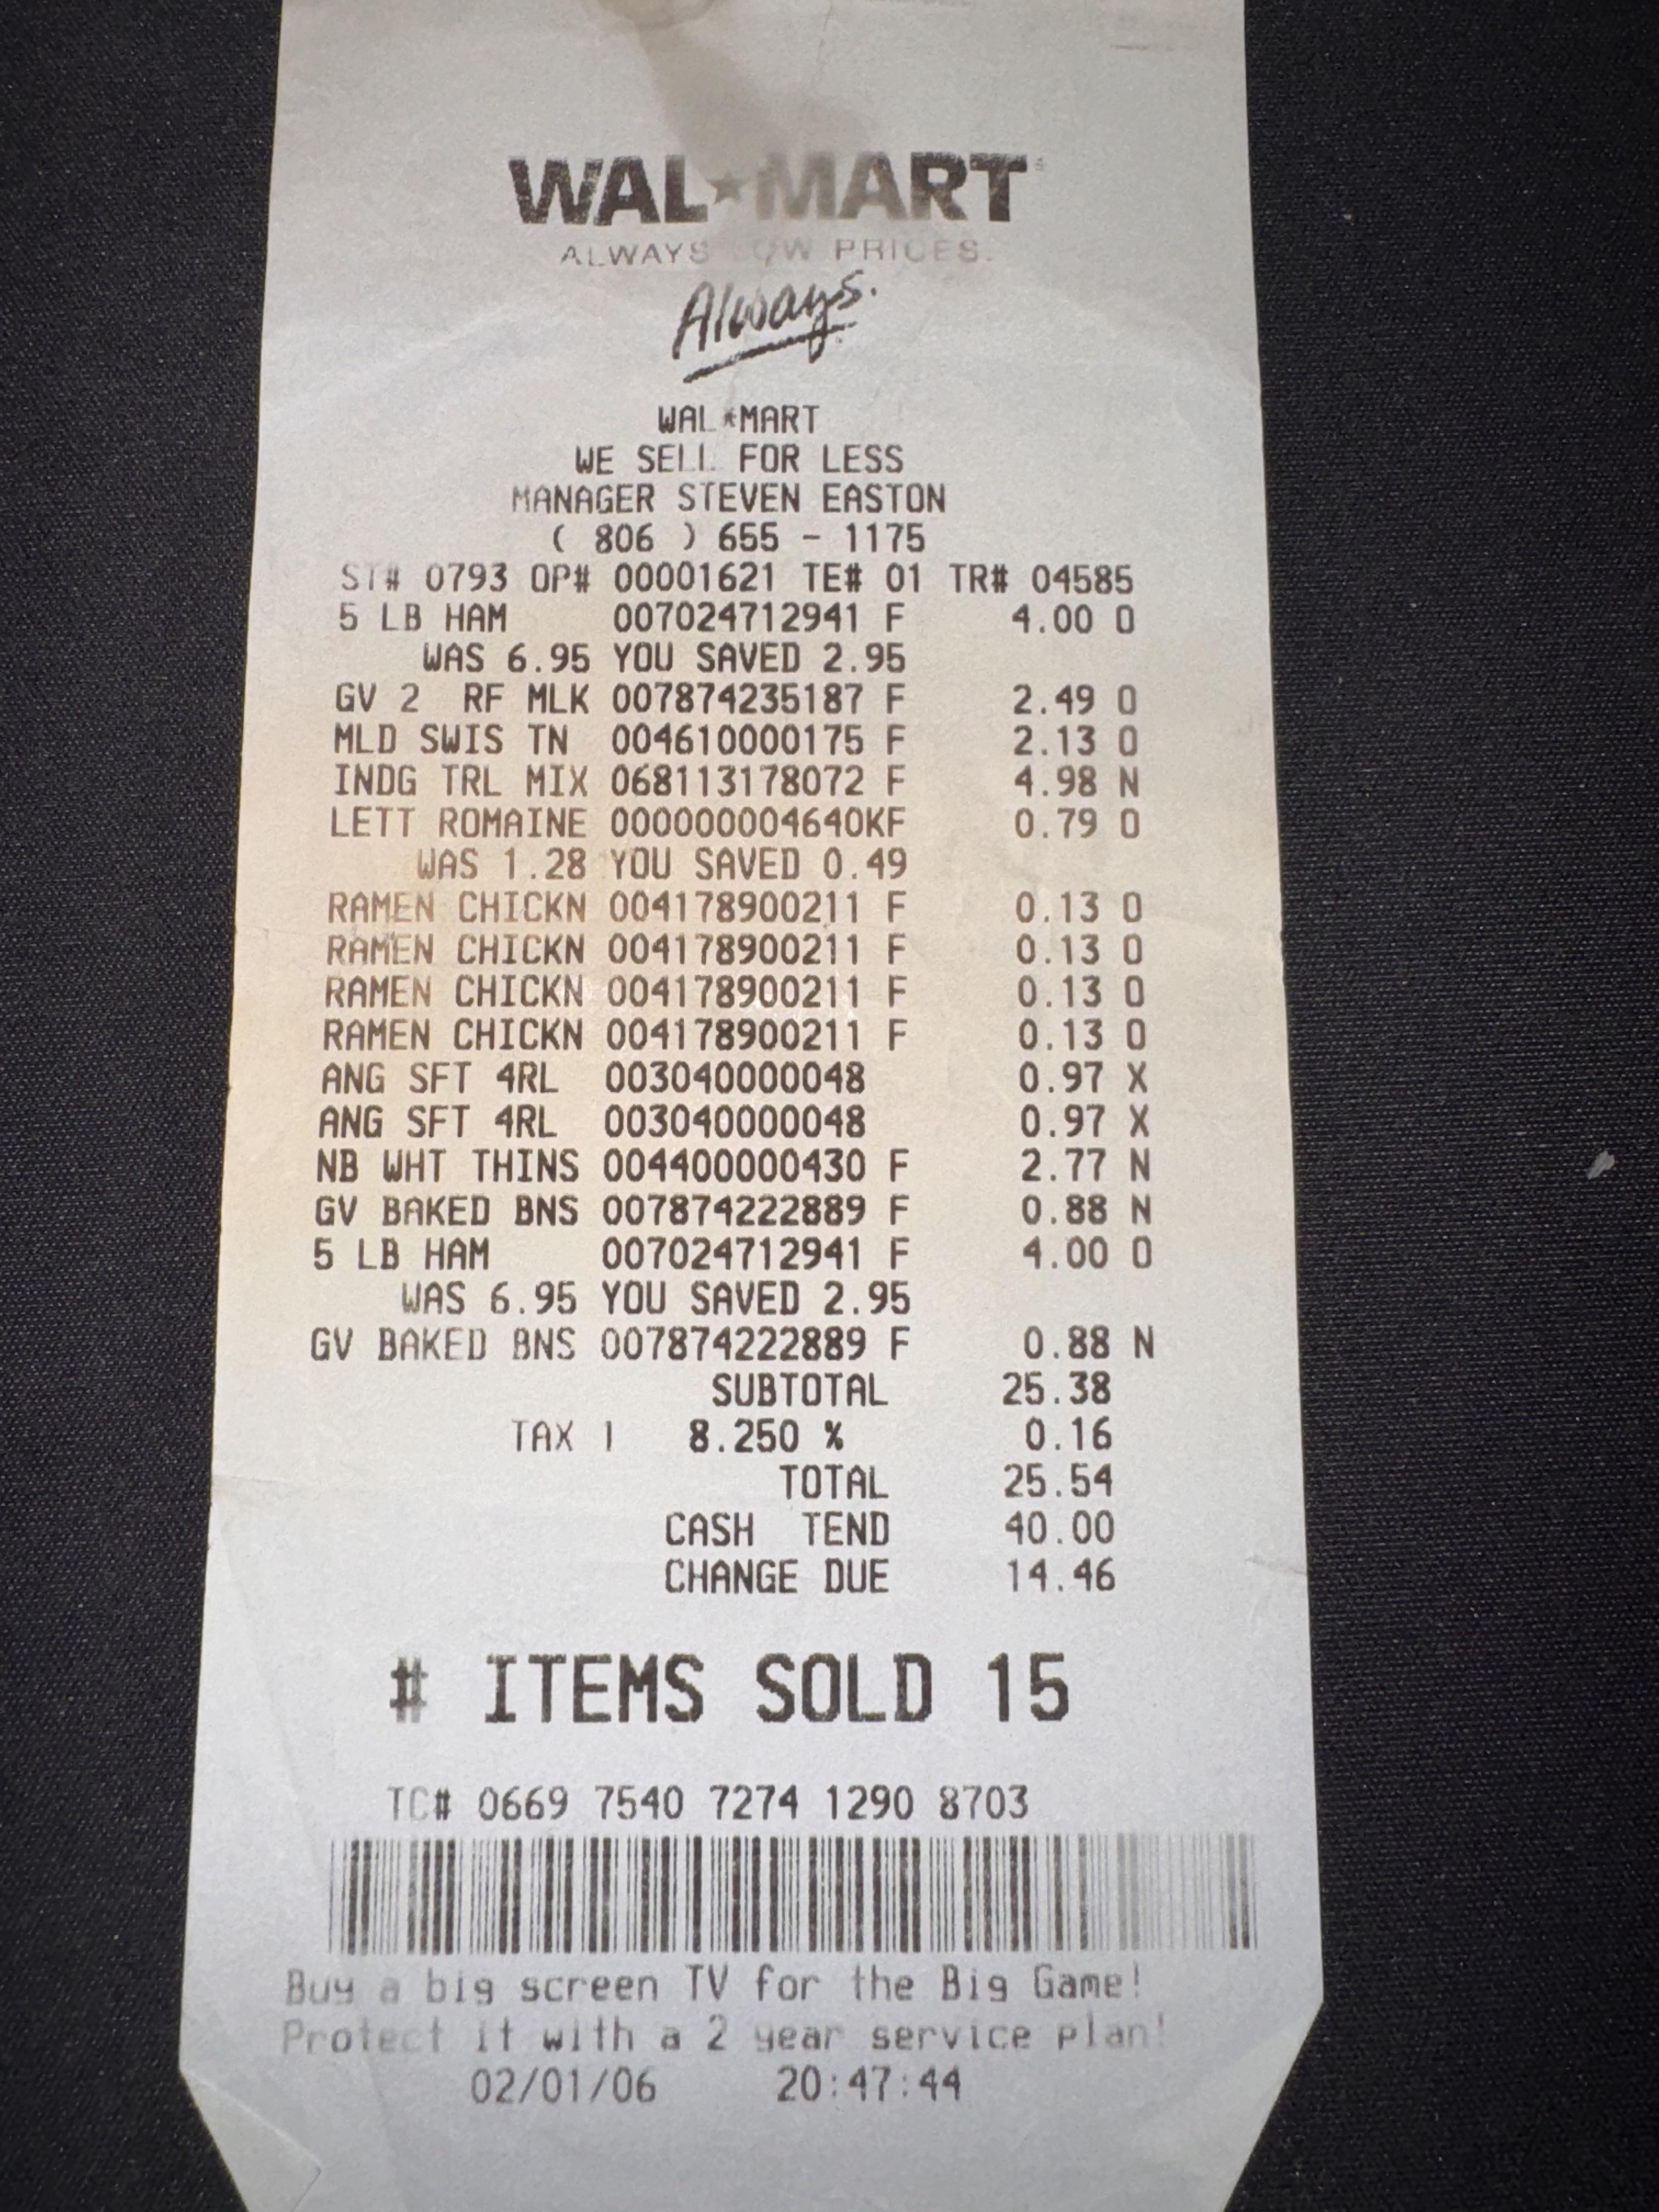 WAL★MART
ALWAYS LOW PRICES.
Always.
WAL*MART
WE SELL FOR LESS
MANAGER STEVEN EASTON
( 806 ) 655 - 1175
ST# 0793 OP# 00001621 TE# 01 TR# 04585
5 LB HAM 007024712941 F 4.00 O
WAS 6.95 YOU SAVED 2.95
GV 2 RF MLK 007874235187 F 2.49 O
MLD SWIS TN 004610000175 F 2.13 O
INDG TRL MIX 068113178072 F 4.98 N
LETT ROMAINE 000000004640KF 0.79 O
WAS 1.28 YOU SAVED 0.49
RAMEN CHICKN 004178900211 F 0.13 O
RAMEN CHICKN 004178900211 F 0.13 O
RAMEN CHICKN 004178900211 F 0.13 O
RAMEN CHICKN 004178900211 F 0.13 O
ANG SFT 4RL 003040000048 0.97 X
ANG SFT 4RL 003040000048 0.97 X
NB WHT THINS 004400000430 F 2.77 N
GV BAKED BNS 007874222889 F 0.88 N
5 LB HAM 007024712941 F 4.00 O
WAS 6.95 YOU SAVED 2.95
GV BAKED BNS 007874222889 F 0.88 N
SUBTOTAL 25.38
TAX 1 8.250 % 0.16
TOTAL 25.54
CASH TEND 40.00
CHANGE DUE 14.46
# ITEMS SOLD 15
TC# 0669 7540 7274 1290 8703
Buy a big screen TV for the Big Game!
Protect it with a 2 year service plan!
02/01/06 20:47:44